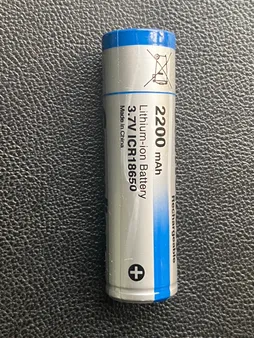 2200 mAh
Lithium-ion Battery
3.7V ICR18650
Made in China
Rechargeable